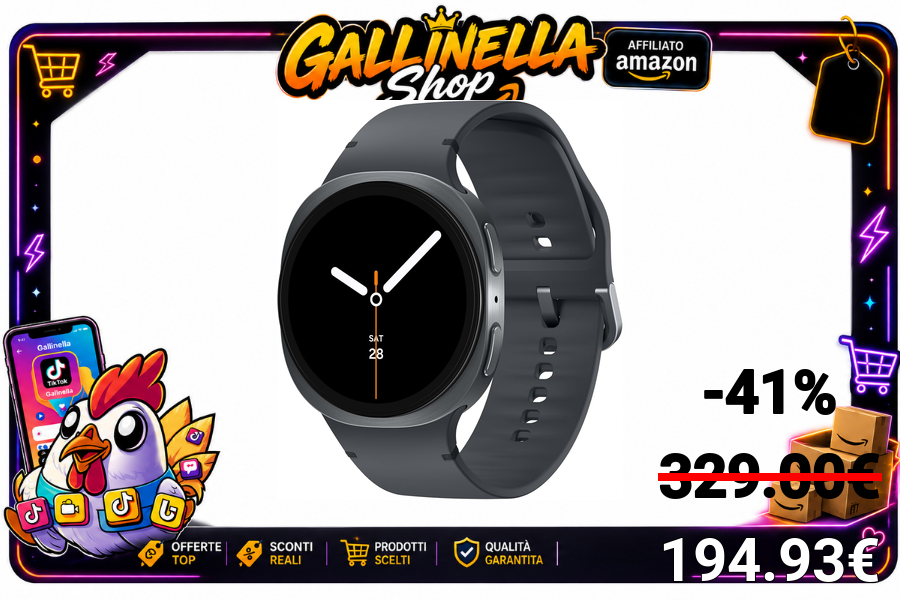 GALLINELLA
Shop
AFFILIATO
amazon
SAT
28
Gallinella
TikTok
Gallinella
-41%
329.00€
194.93€
OFFERTE
TOP
SCONTI
REALI
PRODOTTI
SCELTI
QUALITÀ
GARANTITA